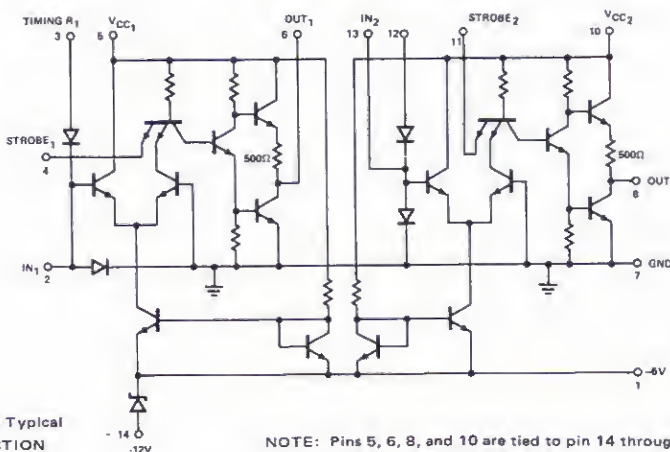 TIMING R1
3
VCC1
5
OUT1
6
IN2
13
12
STROBE2
11
VCC2
10
STROBE1
4
500Ω
500Ω
OUT
8
IN1
2
GND
7
-6V
1
Typical
CTION
- 14
-12V
NOTE: Pins 5, 6, 8, and 10 are tied to pin 14 throug